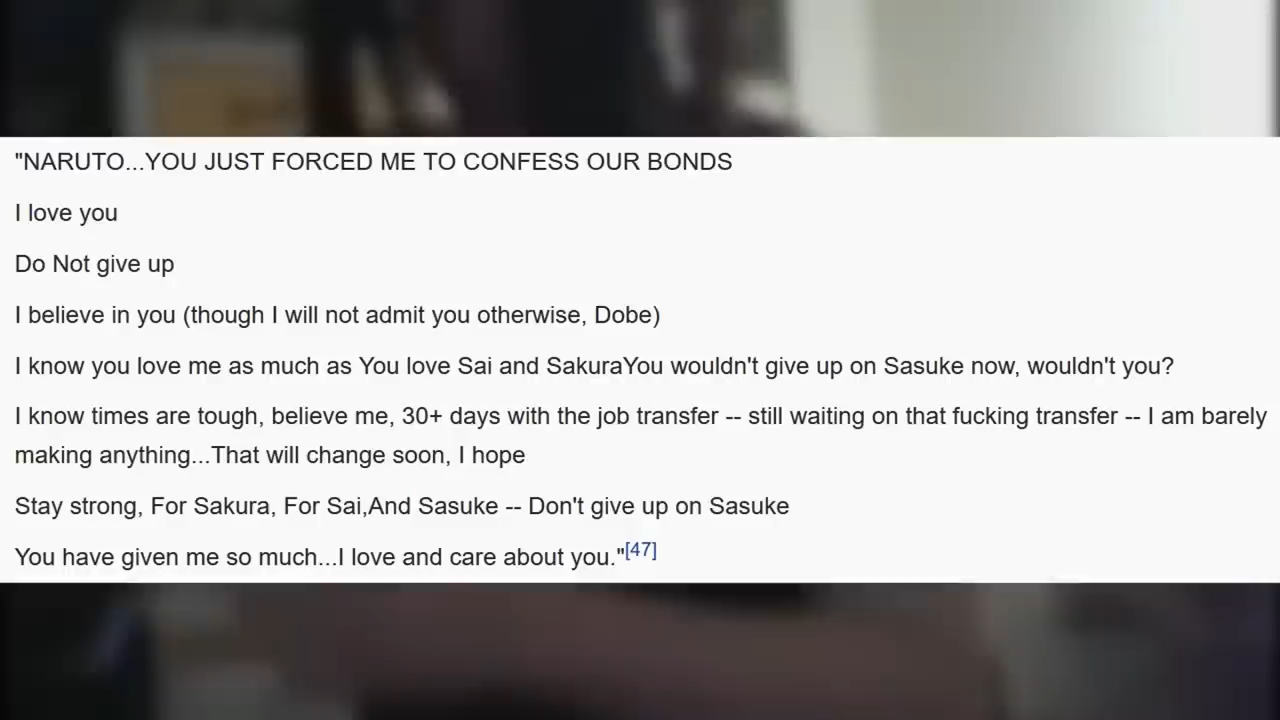 "NARUTO...YOU JUST FORCED ME TO CONFESS OUR BONDS
I love you
Do Not give up
I believe in you (though I will not admit you otherwise, Dobe)
I know you love me as much as You love Sai and SakuraYou wouldn't give up on Sasuke now, wouldn't you?
I know times are tough, believe me, 30+ days with the job transfer -- still waiting on that fucking transfer -- I am barely
making anything...That will change soon, I hope
Stay strong, For Sakura, For Sai,And Sasuke -- Don't give up on Sasuke
You have given me so much...I love and care about you."[47]